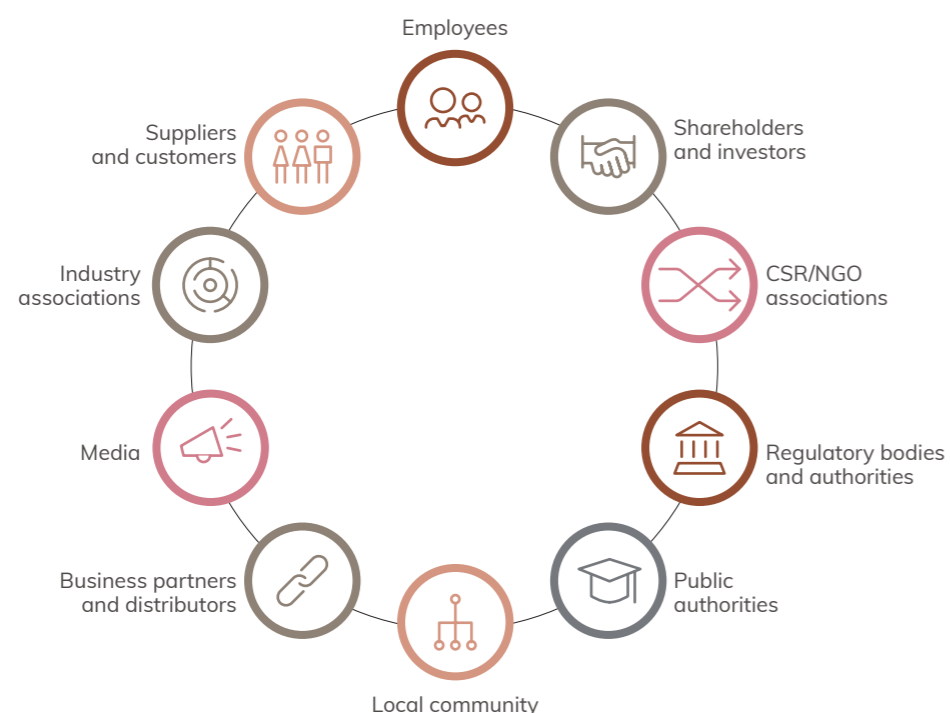 Employees
Shareholders
and investors
CSR/NGO
associations
Regulatory bodies
and authorities
Public
authorities
Local community
Business partners
and distributors
Media
Industry
associations
Suppliers
and customers